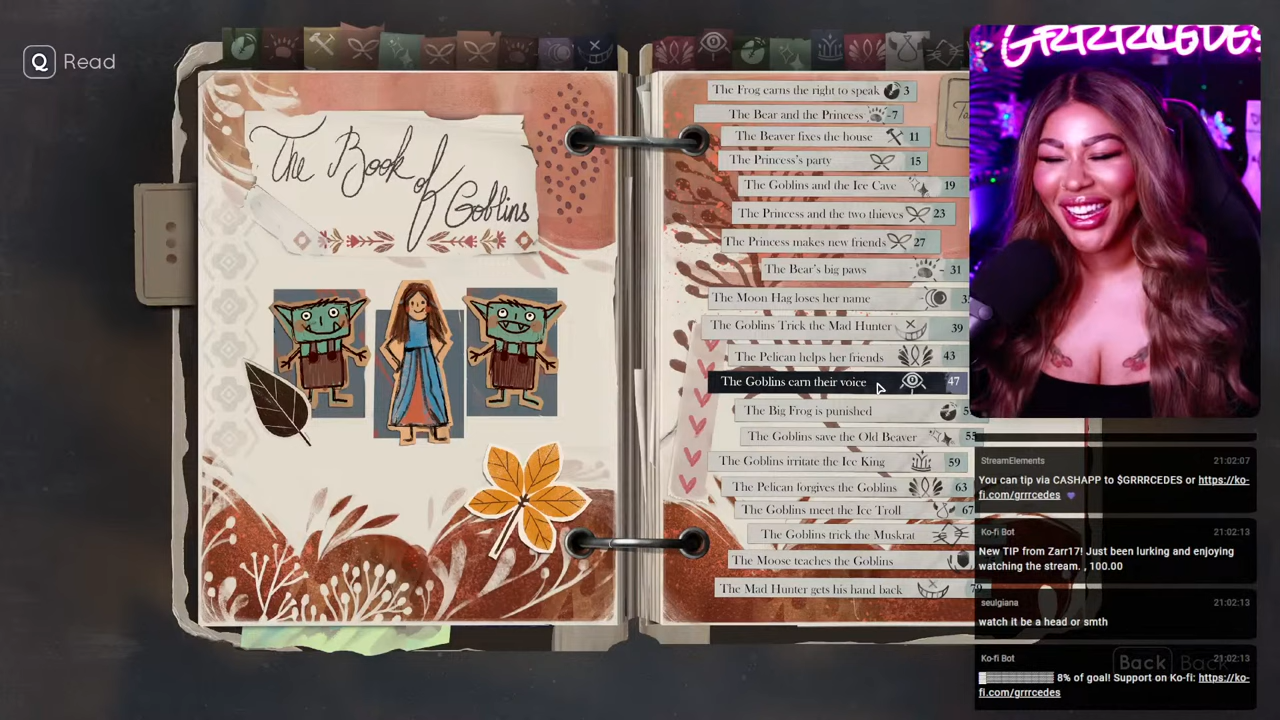 Q Read
The Book of Goblins
The Frog earns the right to speak 3
The Bear and the Princess 7
The Beaver fixes the house 11
The Princess's party 15
The Goblins and the Ice Cave 19
The Princess and the two thieves 23
The Princess makes new friends 27
The Bear's big paws 31
The Moon Hag loses her name
The Goblins Trick the Mad Hunter 39
The Pelican helps her friends 43
The Goblins earn their voice 47
The Big Frog is punished
The Goblins save the Old Beaver
The Goblins irritate the Ice King 59
The Pelican forgives the Goblins 63
The Goblins meet the Ice Troll 67
The Goblins trick the Muskrat
The Moose teaches the Goblins
The Mad Hunter gets his hand back
GRRRCEDES
StreamElements 21:02:07
You can tip via CASHAPP to $GRRRCEDES or https://ko-
fi.com/grrrcedes
Ko-fi Bot 21:02:13
New TIP from Zarr17! Just been lurking and enjoying
watching the stream. , 100.00
seulgiana 21:02:13
watch it be a head or smth
Ko-fi Bot 21:02:13
8% of goal! Support on Ko-fi: https://ko-
fi.com/grrrcedes
Back Back